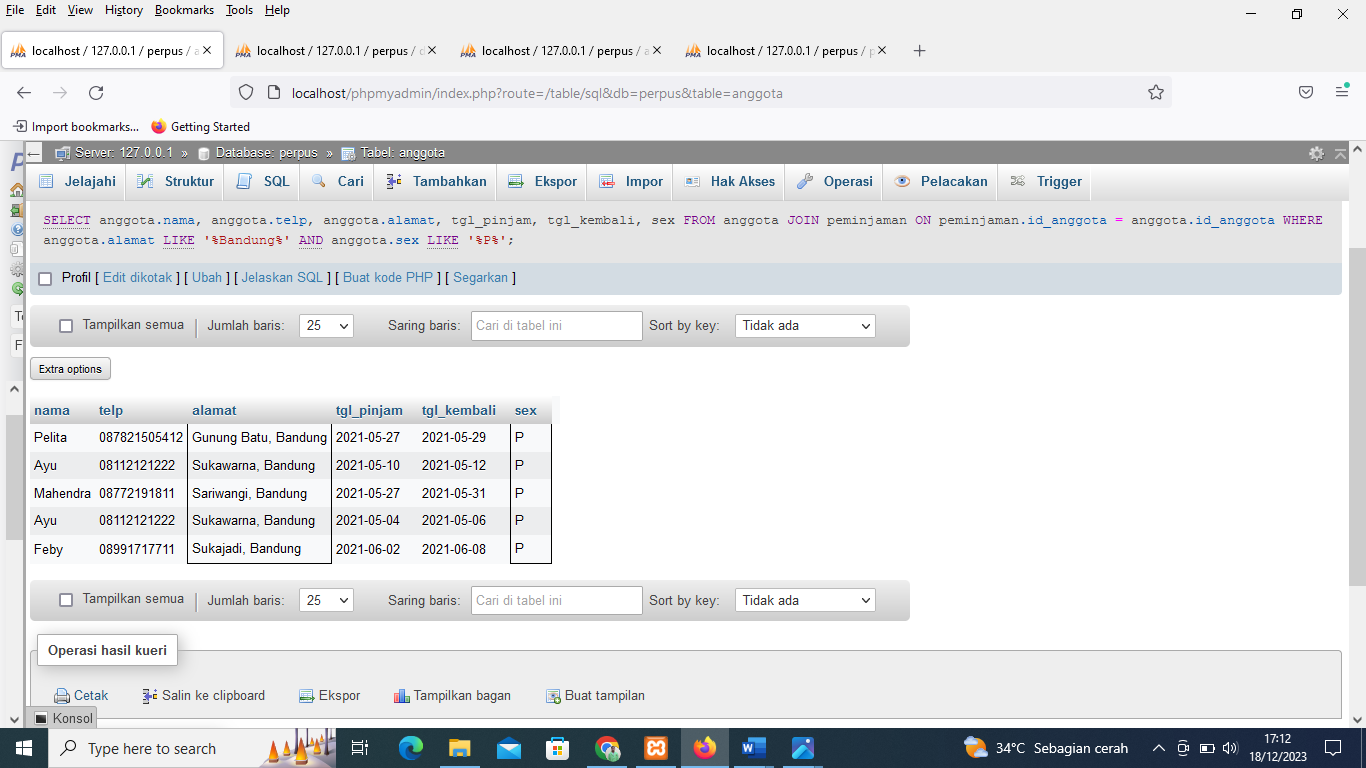 File Edit View History Bookmarks Tools Help
localhost / 127.0.0.1 / perpus / a localhost / 127.0.0.1 / perpus / d localhost / 127.0.0.1 / perpus / a localhost / 127.0.0.1 / perpus / p
localhost/phpmyadmin/index.php?route=/table/sql&db=perpus&table=anggota
Import bookmarks... Getting Started
Server: 127.0.0.1 » Database: perpus » Tabel: anggota
Jelajahi Struktur SQL Cari Tambahkan Ekspor Impor Hak Akses Operasi Pelacakan Trigger
SELECT anggota.nama, anggota.telp, anggota.alamat, tgl_pinjam, tgl_kembali, sex FROM anggota JOIN peminjaman ON peminjaman.id_anggota = anggota.id_anggota WHERE
anggota.alamat LIKE '%Bandung%' AND anggota.sex LIKE '%P%';
Profil [ Edit dikotak ] [ Ubah ] [ Jelaskan SQL ] [ Buat kode PHP ] [ Segarkan ]
Tampilkan semua | Jumlah baris: 25 Saring baris: Cari di tabel ini Sort by key: Tidak ada
Extra options
nama telp alamat tgl_pinjam tgl_kembali sex
Pelita 087821505412 Gunung Batu, Bandung 2021-05-27 2021-05-29 P
Ayu 08112121222 Sukawarna, Bandung 2021-05-10 2021-05-12 P
Mahendra 08772191811 Sariwangi, Bandung 2021-05-27 2021-05-31 P
Ayu 08112121222 Sukawarna, Bandung 2021-05-04 2021-05-06 P
Feby 08991717711 Sukajadi, Bandung 2021-06-02 2021-06-08 P
Tampilkan semua | Jumlah baris: 25 Saring baris: Cari di tabel ini Sort by key: Tidak ada
Operasi hasil kueri
Cetak Salin ke clipboard Ekspor Tampilkan bagan Buat tampilan
Konsol
Type here to search 34°C Sebagian cerah 17:12
18/12/2023